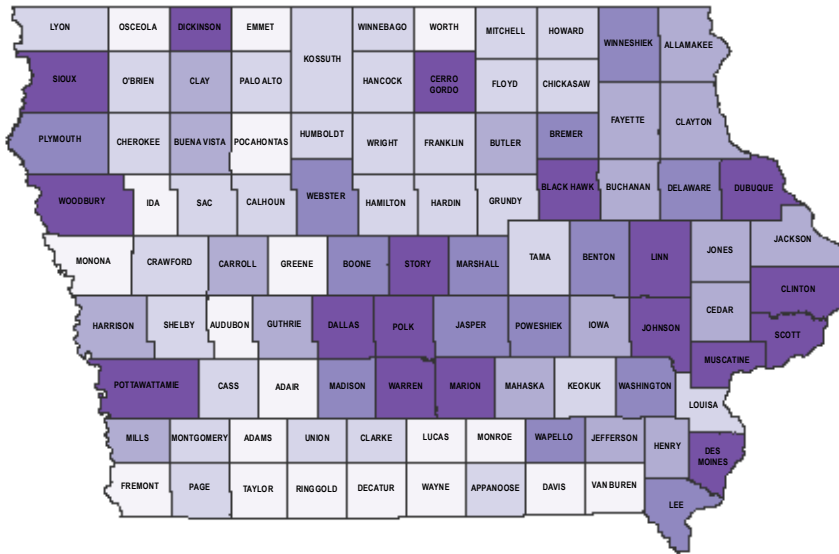 LYON
OSCEOLA
DICKINSON
EMMET
WINNEBAGO
WORTH
MITCHELL
HOWARD
WINNESHIEK
ALLAMAKEE
KOSSUTH
SIOUX
O'BRIEN
CLAY
PALO ALTO
HANCOCK
CERRO
GORDO
FLOYD
CHICKASAW
PLYMOUTH
CHEROKEE
BUENA VISTA
POCAHONTAS
HUMBOLDT
WRIGHT
FRANKLIN
BUTLER
BREMER
FAYETTE
CLAYTON
WOODBURY
IDA
SAC
CALHOUN
WEBSTER
HAMILTON
HARDIN
GRUNDY
BLACK HAWK
BUCHANAN
DELAWARE
DUBUQUE
MONONA
CRAWFORD
CARROLL
GREENE
BOONE
STORY
MARSHALL
TAMA
BENTON
LINN
JONES
JACKSON
CLINTON
HARRISON
SHELBY
AUDUBON
GUTHRIE
DALLAS
POLK
JASPER
POWESHIEK
IOWA
JOHNSON
CEDAR
SCOTT
MUSCATINE
POTTAWATTAMIE
CASS
ADAIR
MADISON
WARREN
MARION
MAHASKA
KEOKUK
WASHINGTON
LOUISA
MILLS
MONTGOMERY
ADAMS
UNION
CLARKE
LUCAS
MONROE
WAPELLO
JEFFERSON
HENRY
DES
MOINES
FREMONT
PAGE
TAYLOR
RINGGOLD
DECATUR
WAYNE
APPANOOSE
DAVIS
VAN BUREN
LEE